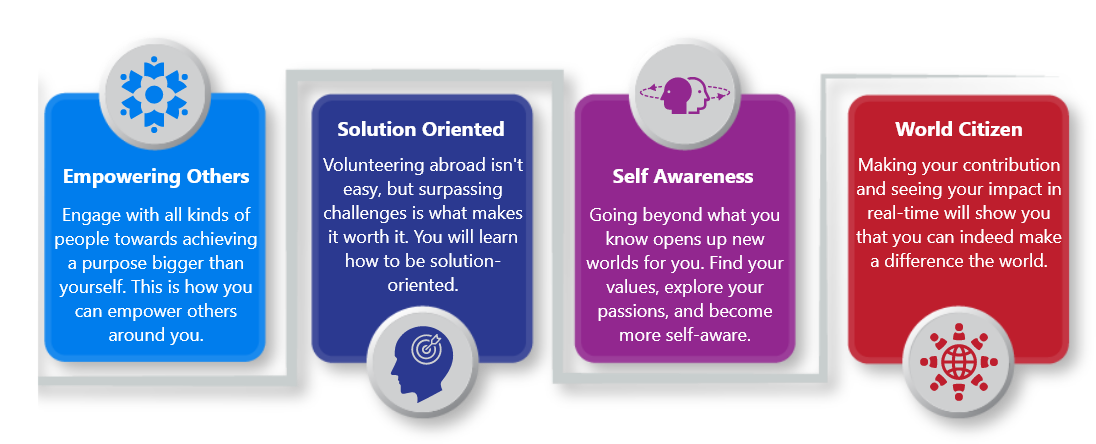 Empowering Others
Engage with all kinds of
people towards achieving
a purpose bigger than
yourself. This is how you
can empower others
around you.
Solution Oriented
Volunteering abroad isn't
easy, but surpassing
challenges is what makes
it worth it. You will learn
how to be solution-
oriented.
Self Awareness
Going beyond what you
know opens up new
worlds for you. Find your
values, explore your
passions, and become
more self-aware.
World Citizen
Making your contribution
and seeing your impact in
real-time will show you
that you can indeed make
a difference the world.